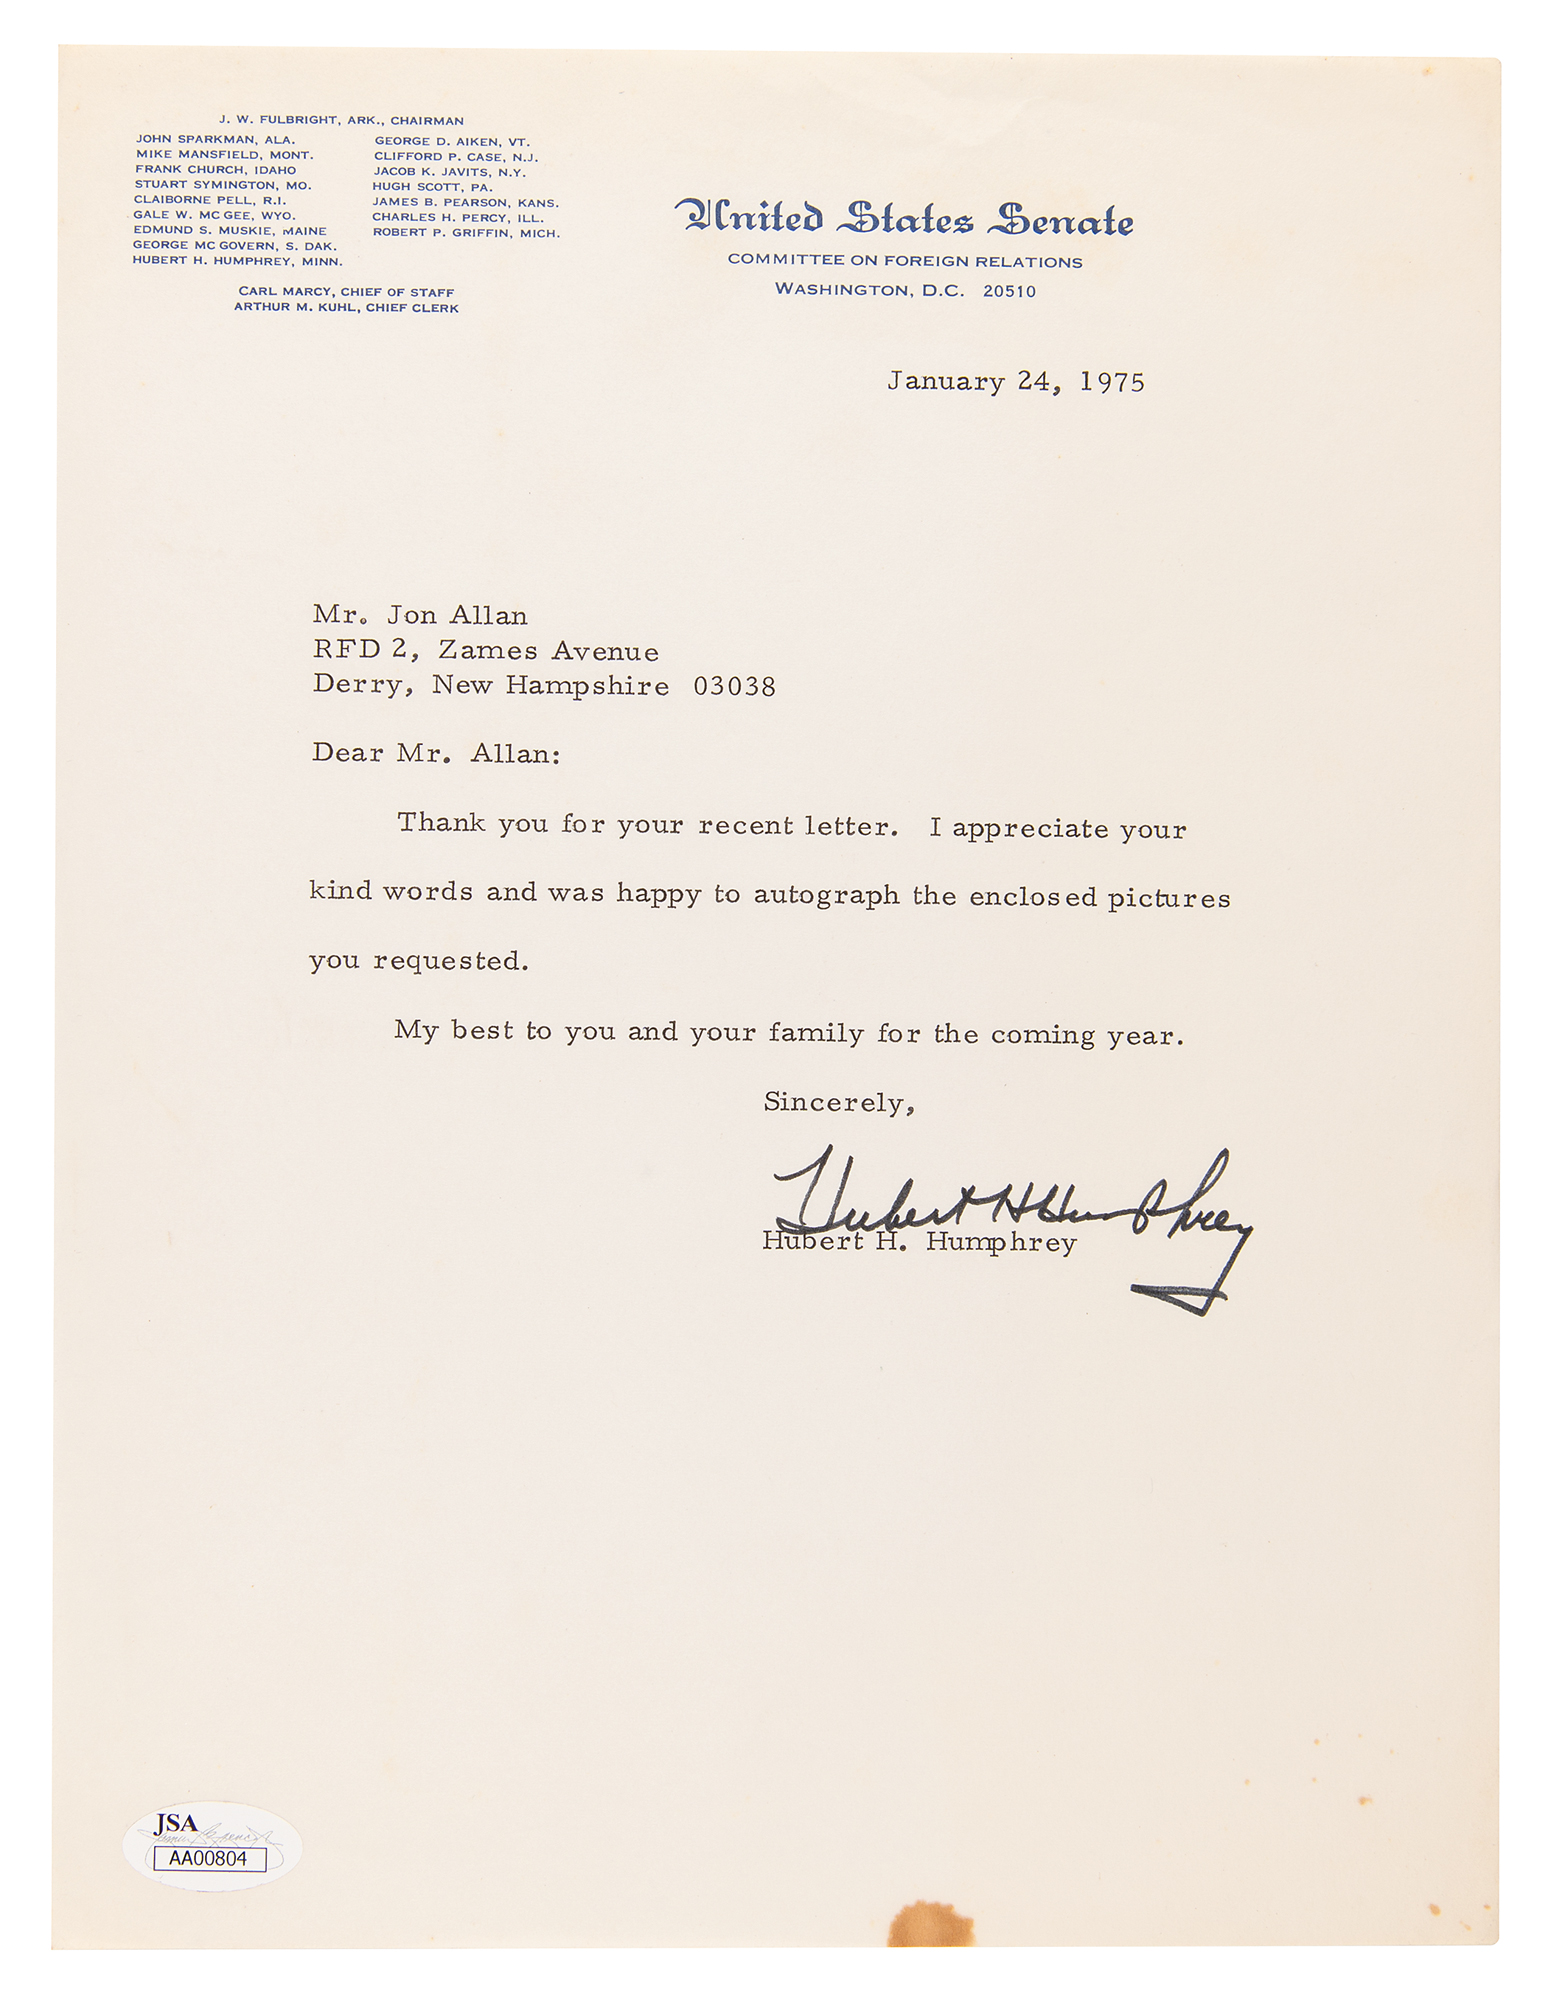 J. W. FULBRIGHT, ARK., CHAIRMAN
JOHN SPARKMAN, ALA.
MIKE MANSFIELD, MONT.
FRANK CHURCH, IDAHO
STUART SYMINGTON, MO.
CLAIBORNE PELL, R.I.
GALE W. MC GEE, WYO.
EDMUND S. MUSKIE, MAINE
GEORGE MC GOVERN, S. DAK.
HUBERT H. HUMPHREY, MINN.
GEORGE D. AIKEN, VT.
CLIFFORD P. CASE, N.J.
JACOB K. JAVITS, N.Y.
HUGH SCOTT, PA.
JAMES B. PEARSON, KANS.
CHARLES H. PERCY, ILL.
ROBERT P. GRIFFIN, MICH.
CARL MARCY, CHIEF OF STAFF
ARTHUR M. KUHL, CHIEF CLERK
United States Senate
COMMITTEE ON FOREIGN RELATIONS
WASHINGTON, D.C. 20510
January 24, 1975
Mr. Jon Allan
RFD 2, Zames Avenue
Derry, New Hampshire 03038
Dear Mr. Allan:
Thank you for your recent letter. I appreciate your
kind words and was happy to autograph the enclosed pictures
you requested.
My best to you and your family for the coming year.
Sincerely,
Hubert H Humphrey
Hubert H. Humphrey
JSA
AA00804